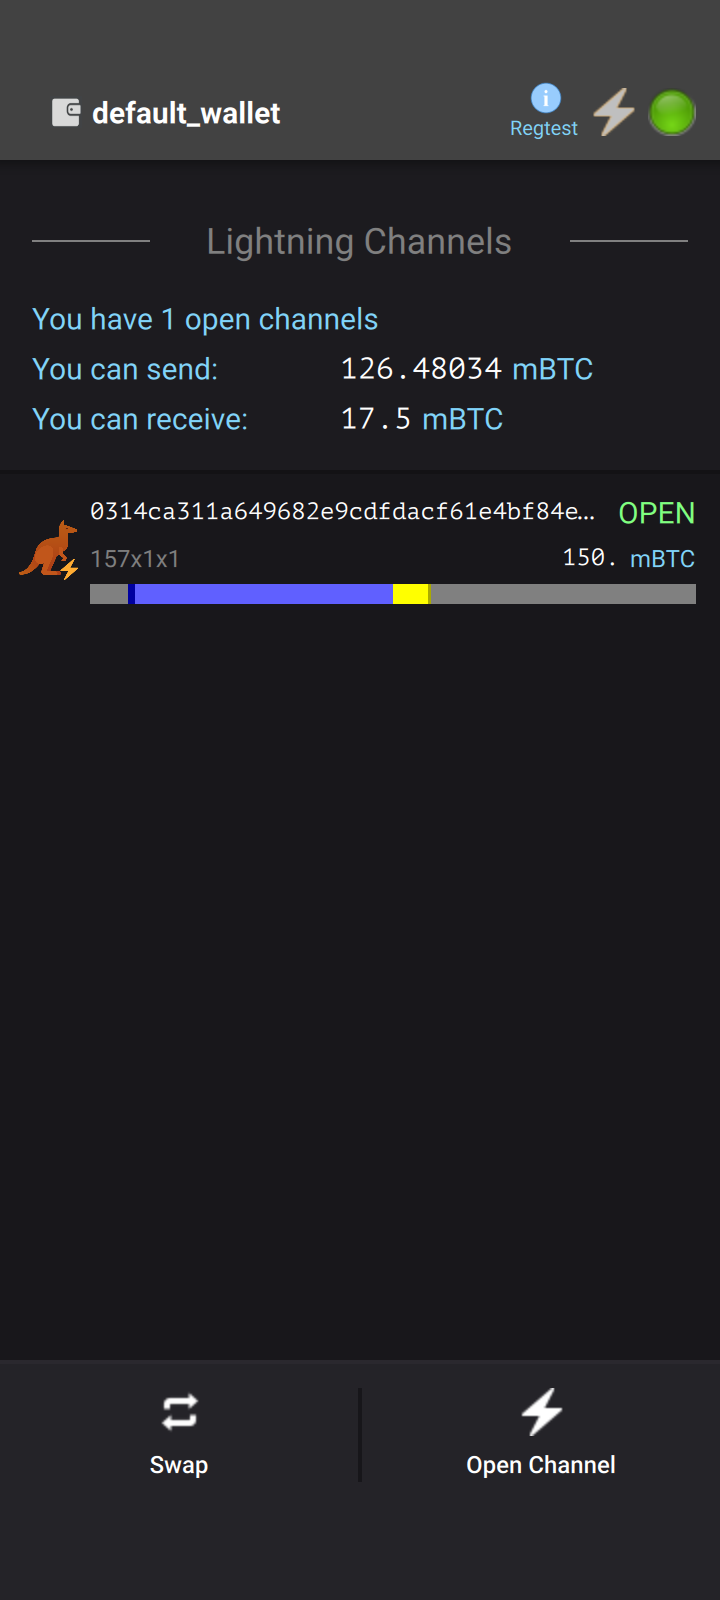 default_wallet
Regtest
Lightning Channels
You have 1 open channels
You can send: 126.48034 mBTC
You can receive: 17.5 mBTC
0314ca311a649682e9cdfdacf61e4bf84e... OPEN
157x1x1 150. mBTC
Swap
Open Channel